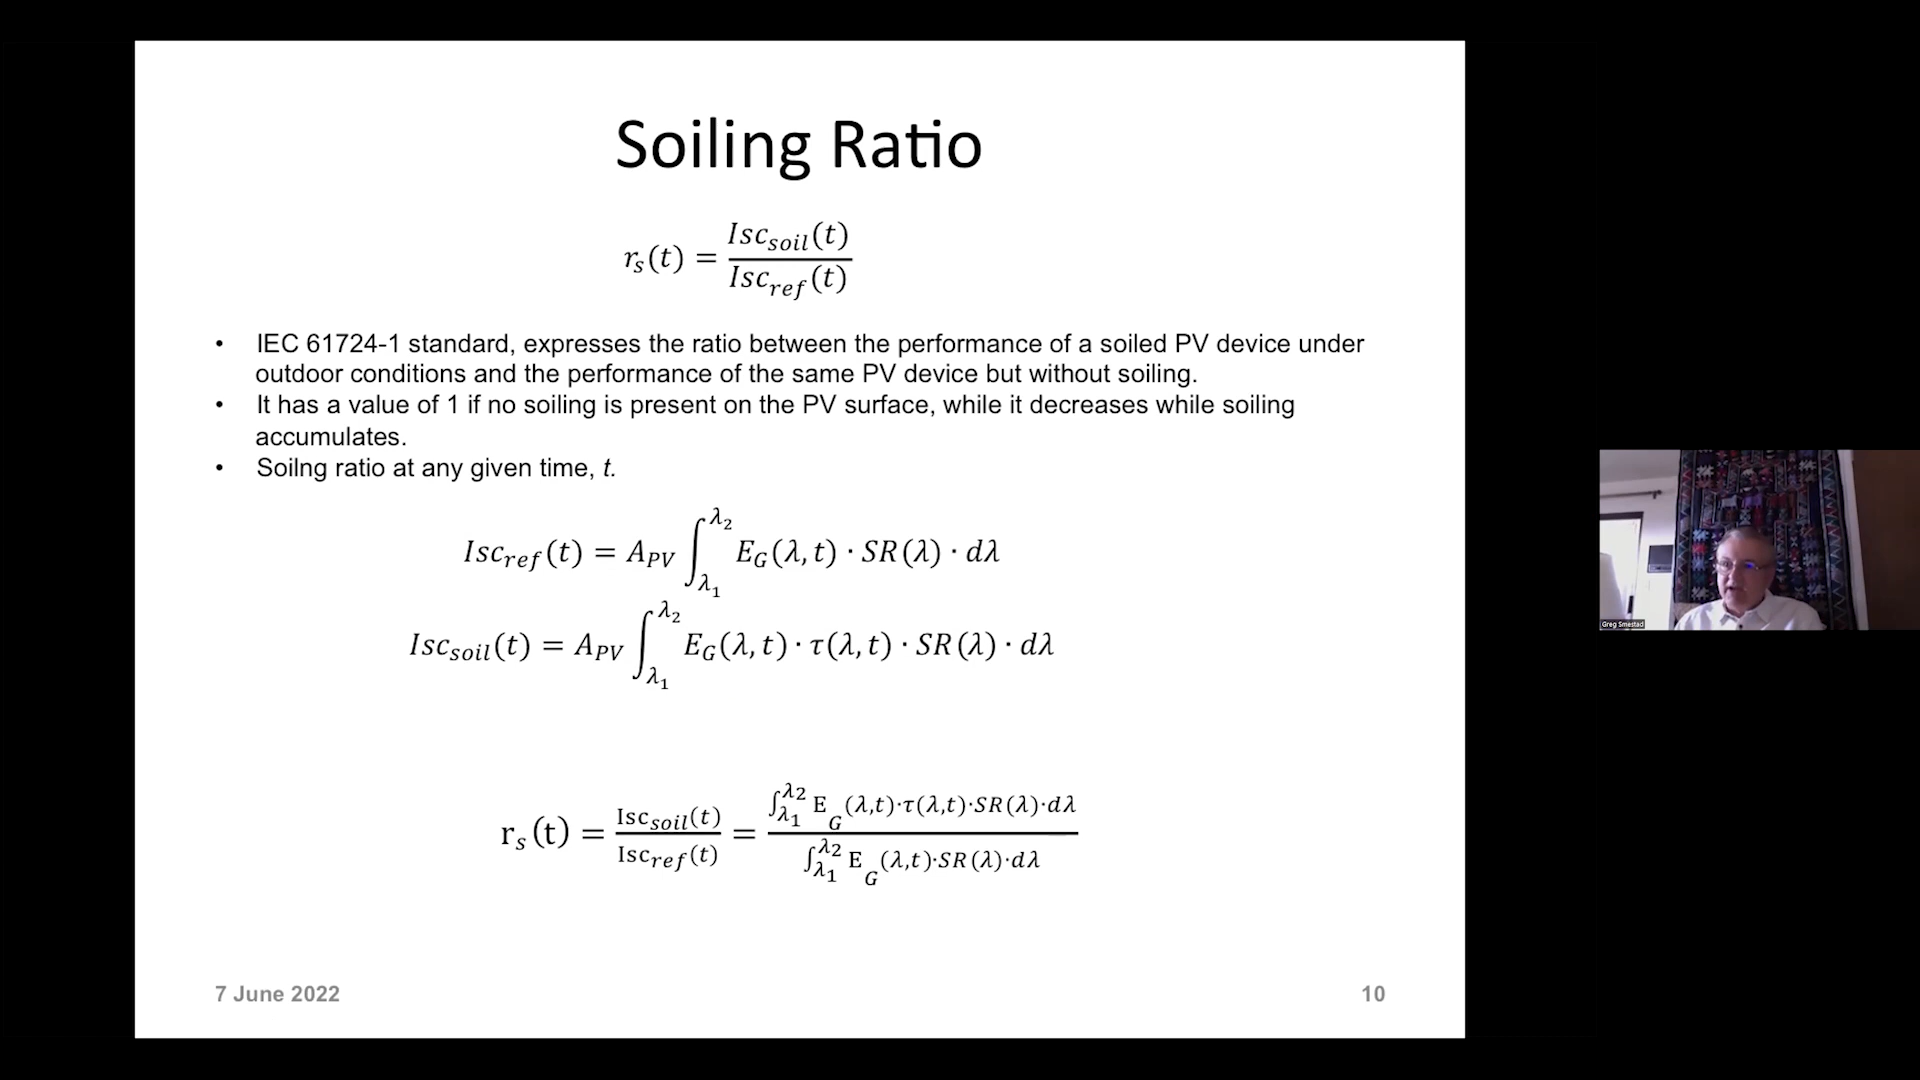 Soiling Ratio
r_s(t) = Isc_soil(t) / Isc_ref(t)
• IEC 61724-1 standard, expresses the ratio between the performance of a soiled PV device under
outdoor conditions and the performance of the same PV device but without soiling.
• It has a value of 1 if no soiling is present on the PV surface, while it decreases while soiling
accumulates.
• Soilng ratio at any given time, t.
Isc_ref(t) = A_PV ∫_λ1^λ2 E_G(λ, t) · SR(λ) · dλ
Isc_soil(t) = A_PV ∫_λ1^λ2 E_G(λ, t) · τ(λ, t) · SR(λ) · dλ
r_s(t) = Isc_soil(t) / Isc_ref(t) = ∫_λ1^λ2 E_G(λ,t)·τ(λ,t)·SR(λ)·dλ / ∫_λ1^λ2 E_G(λ,t)·SR(λ)·dλ
Greg Smestad
7 June 2022
10